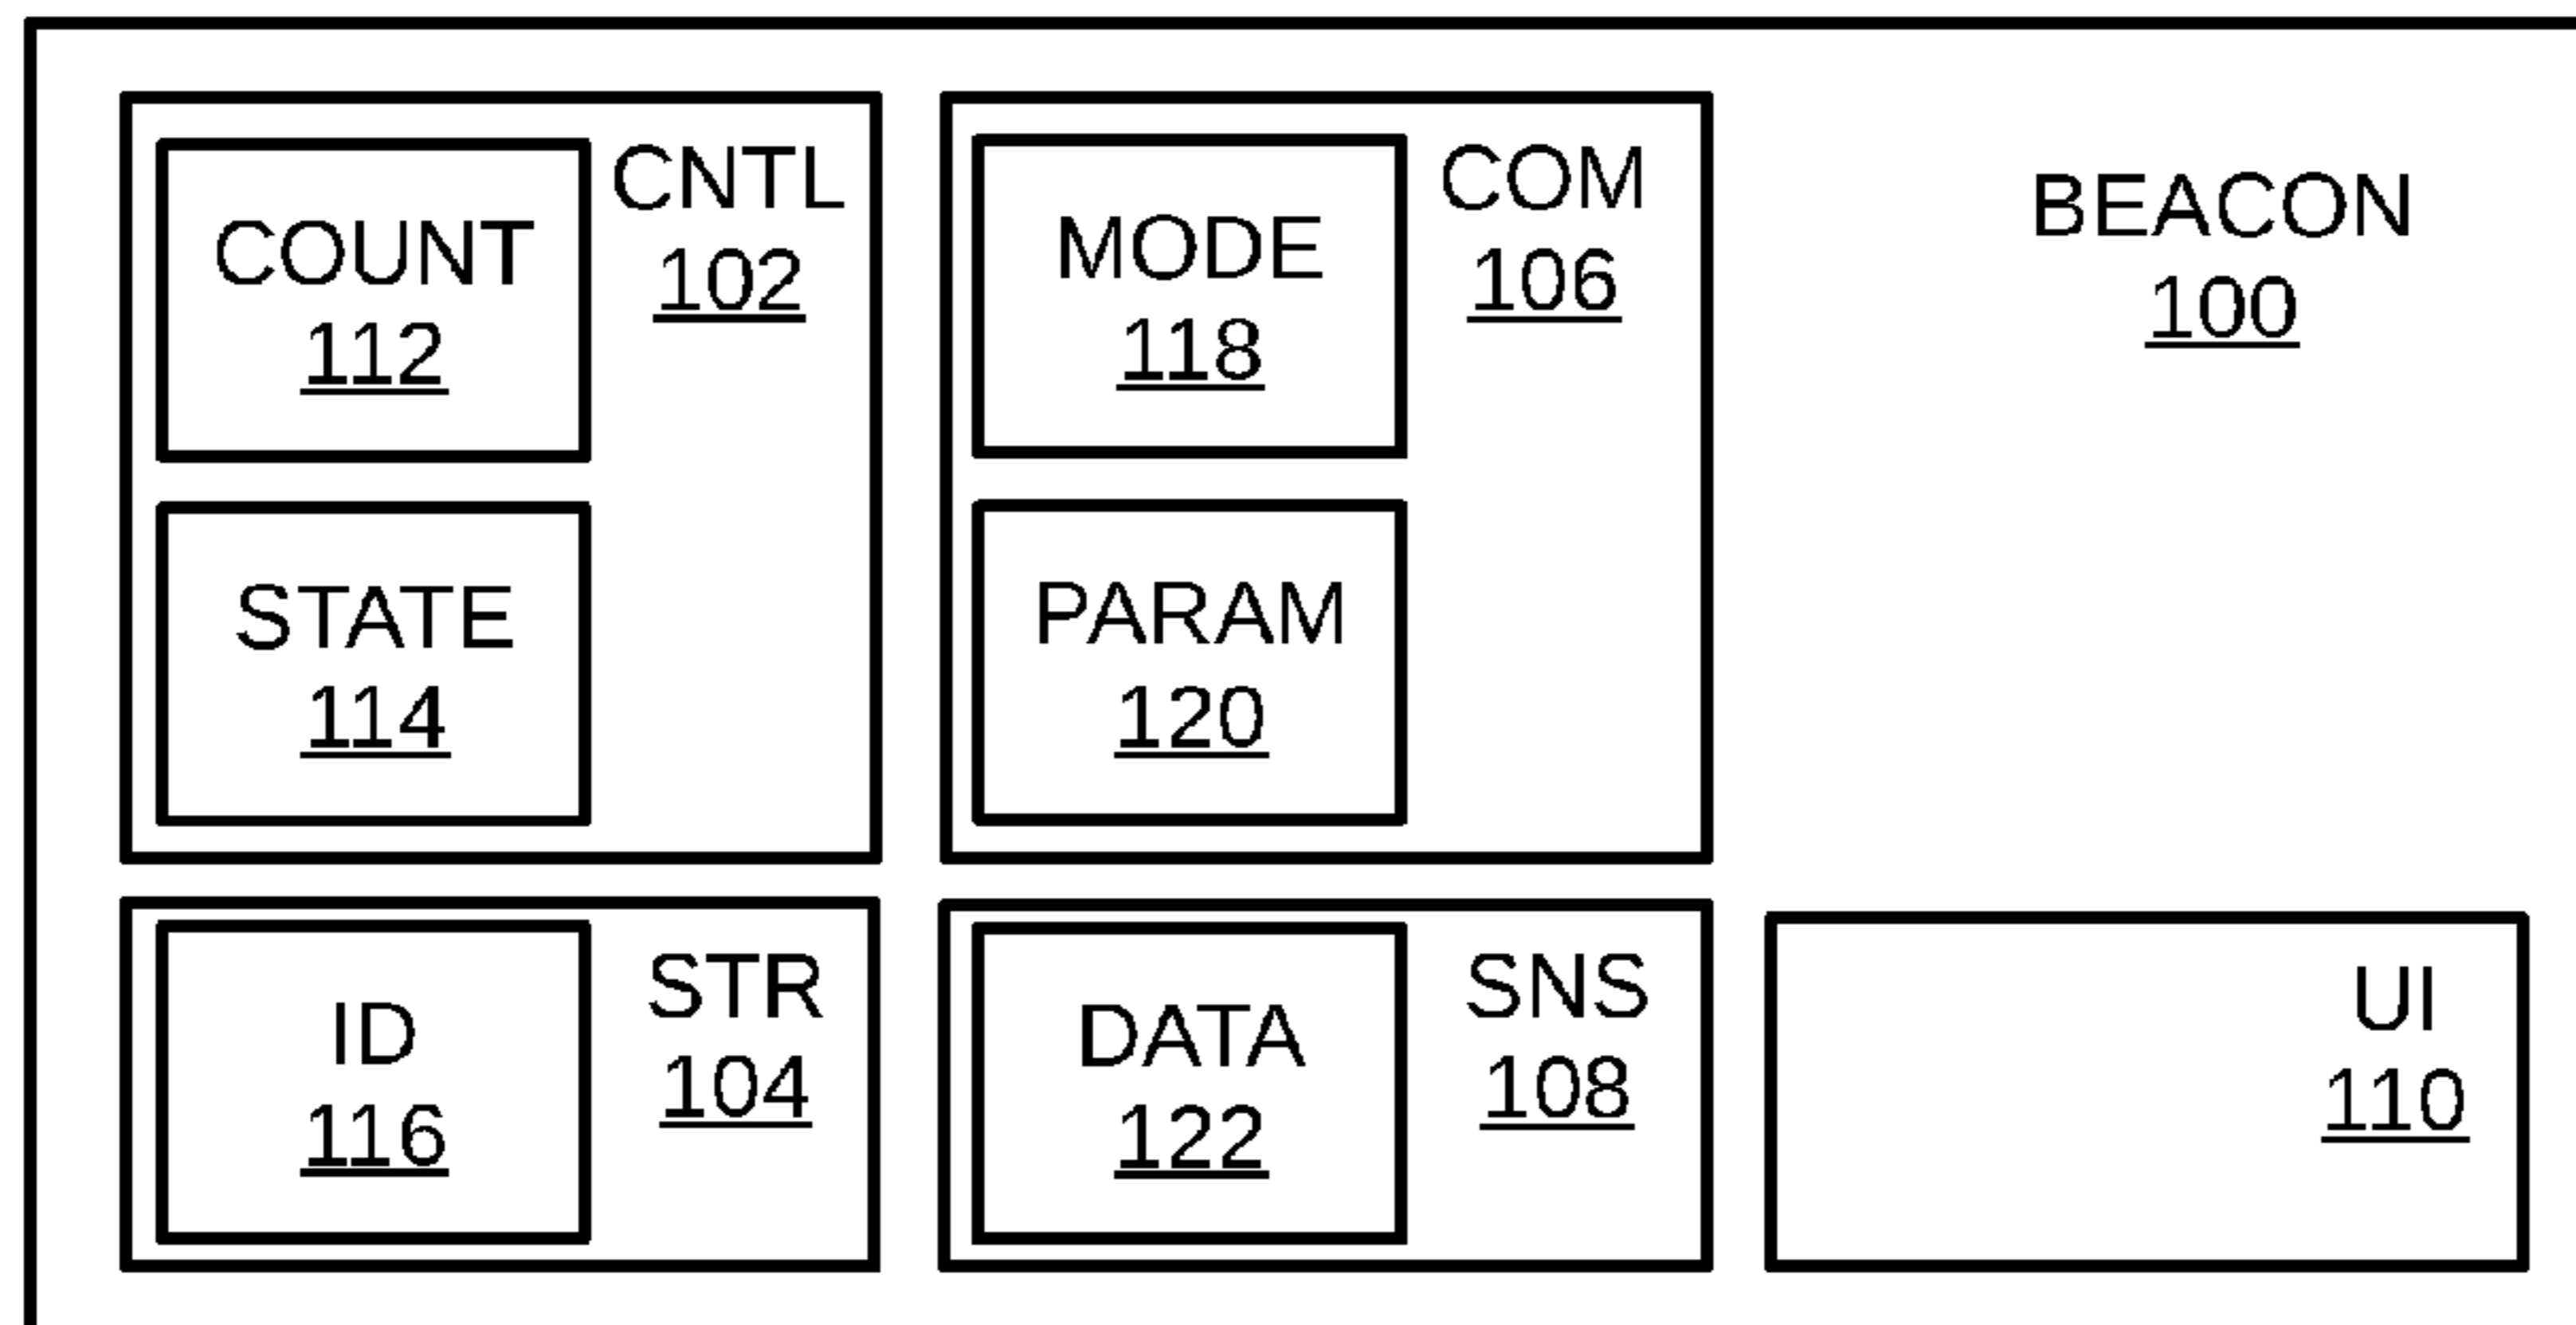 COUNT
112
CNTL
102
STATE
114
MODE
118
COM
106
PARAM
120
BEACON
100
ID
116
STR
104
DATA
122
SNS
108
UI
110